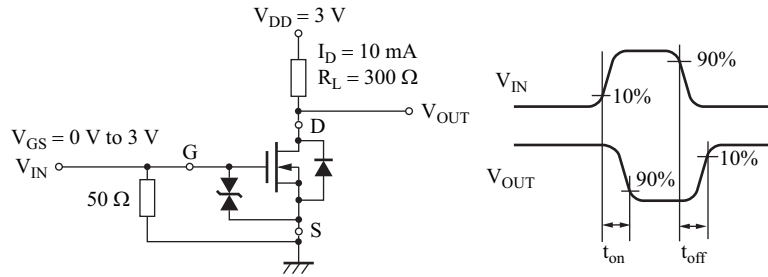 V_DD = 3 V
I_D = 10 mA
R_L = 300 Ω
V_OUT
D
V_GS = 0 V to 3 V
V_IN
G
50 Ω
S
V_IN
90%
10%
V_OUT
90%
10%
t_on
t_off